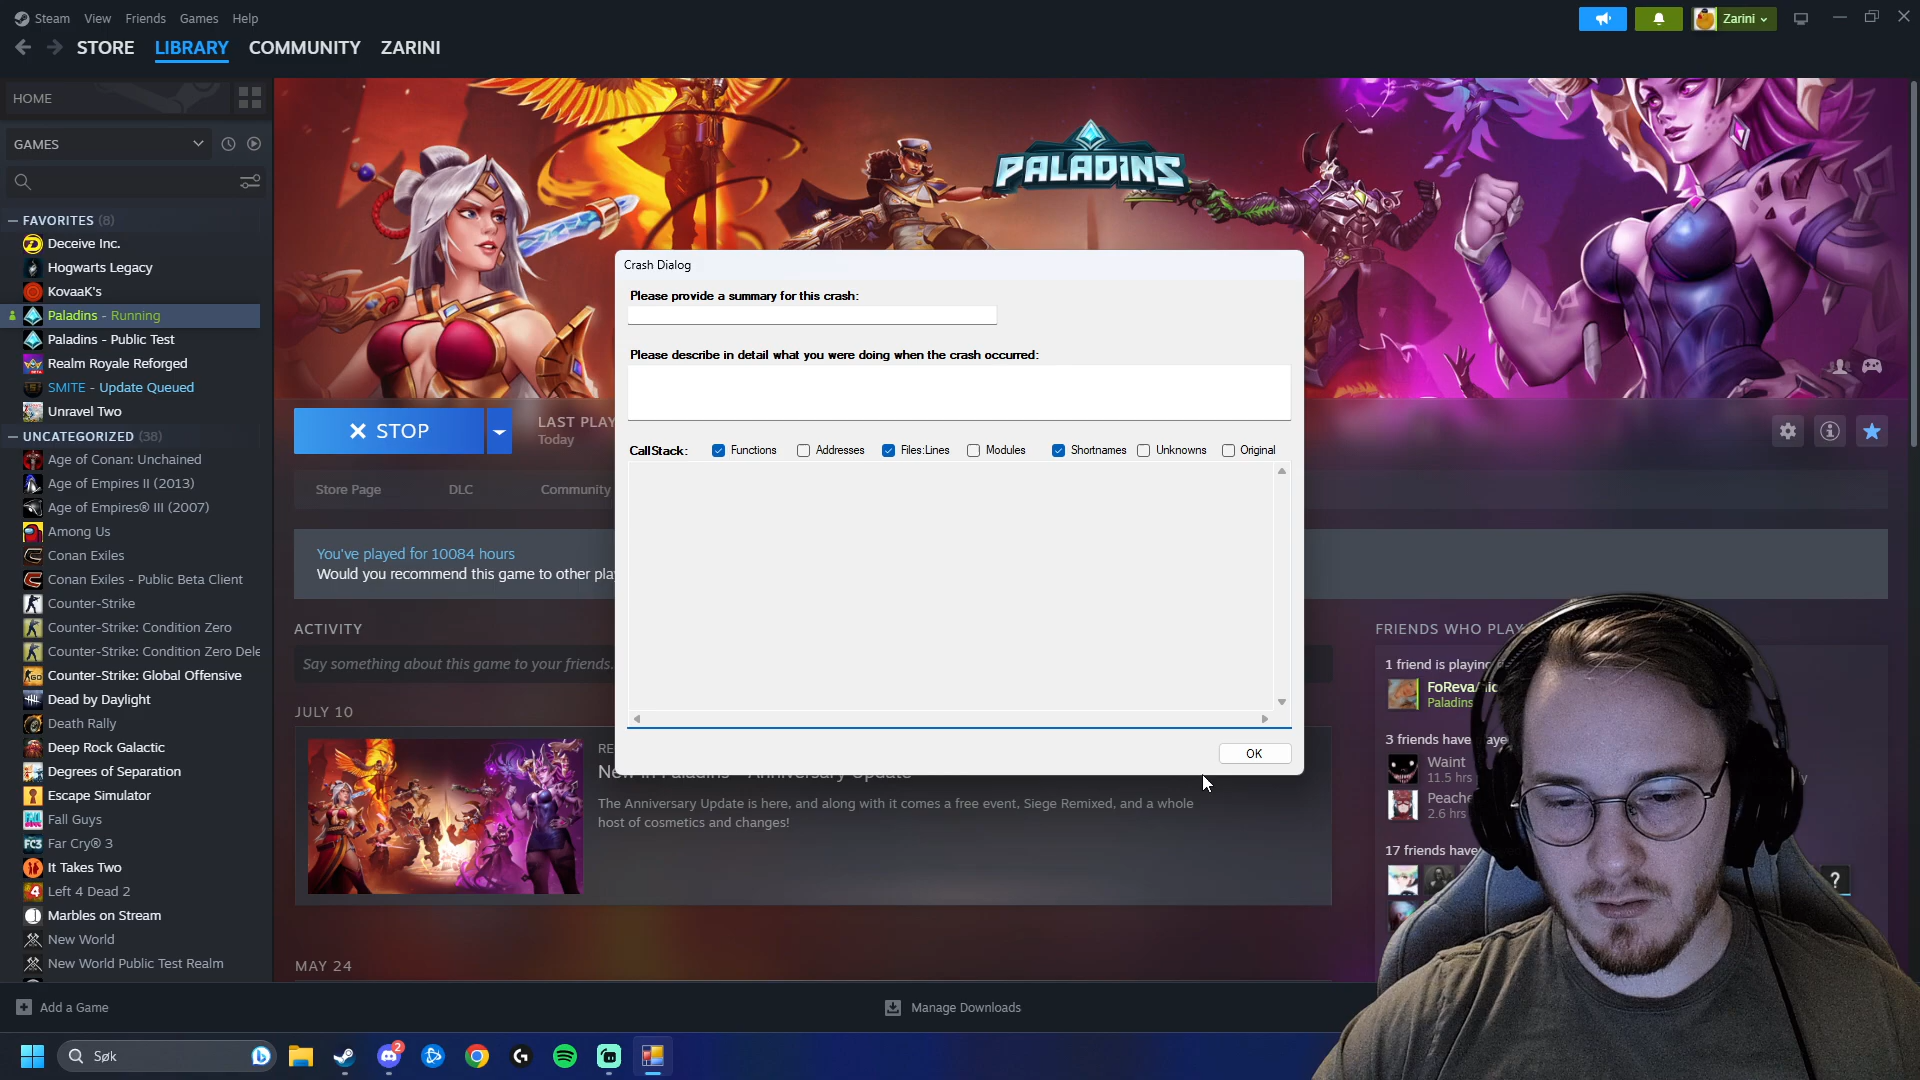 Steam View Friends Games Help
Zarini
STORE LIBRARY COMMUNITY ZARINI
HOME
GAMES
PALADINS
FAVORITES (8)
Deceive Inc.
Hogwarts Legacy
KovaaK's
Paladins - Running
Paladins - Public Test
Realm Royale Reforged
SMITE - Update Queued
Unravel Two
UNCATEGORIZED (38)
Age of Conan: Unchained
Age of Empires II (2013)
Age of Empires® III (2007)
Among Us
Conan Exiles
Conan Exiles - Public Beta Client
Counter-Strike
Counter-Strike: Condition Zero
Counter-Strike: Condition Zero Dele
Counter-Strike: Global Offensive
Dead by Daylight
Death Rally
Deep Rock Galactic
Degrees of Separation
Escape Simulator
Fall Guys
Far Cry® 3
It Takes Two
Left 4 Dead 2
Marbles on Stream
New World
New World Public Test Realm
Add a Game
STOP
LAST PLAY
Today
Store Page DLC Community
You've played for 10084 hours
Would you recommend this game to other pla
ACTIVITY
Say something about this game to your friends.
JULY 10
New in Paladins - Anniversary Update
The Anniversary Update is here, and along with it comes a free event, Siege Remixed, and a whole
host of cosmetics and changes!
MAY 24
Manage Downloads
Crash Dialog
Please provide a summary for this crash:
Please describe in detail what you were doing when the crash occurred:
CallStack: Functions Addresses Files:Lines Modules Shortnames Unknowns Original
OK
FRIENDS WHO PLAY
1 friend is playing
Paladins
3 friends have
Waint
11.5 hrs
Peache
2.6 hrs
17 friends have
Søk
2